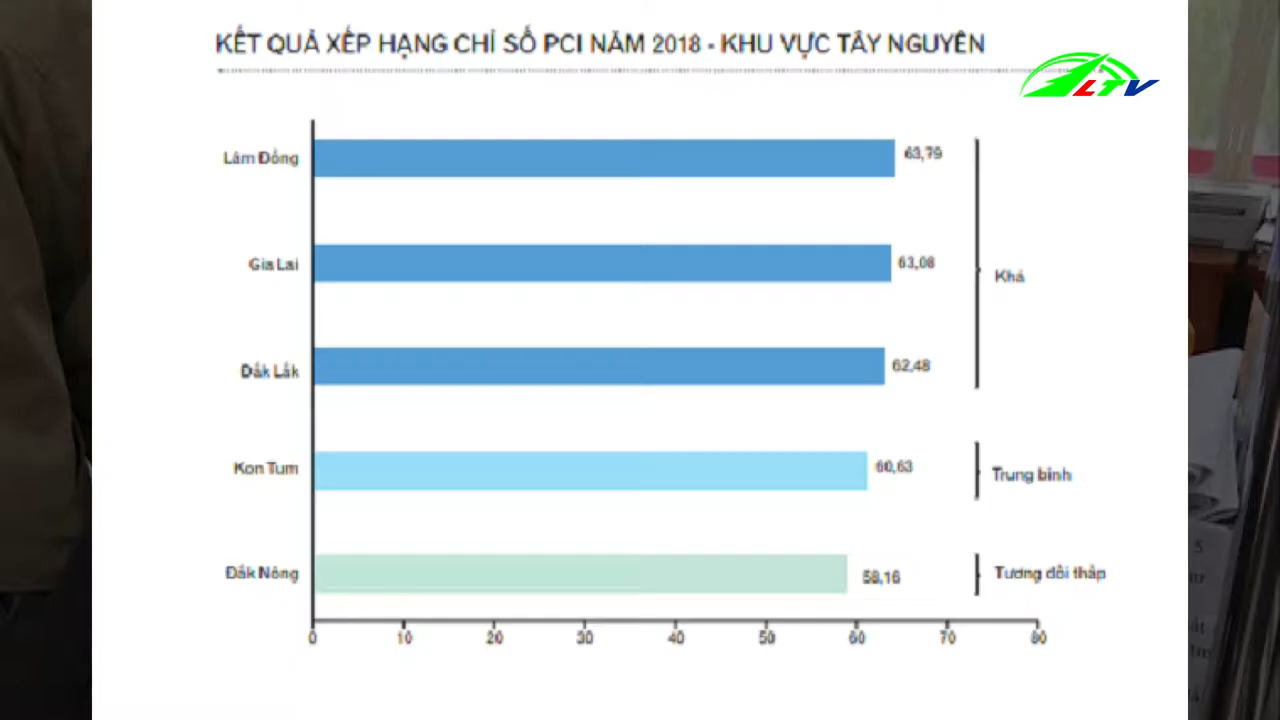 KẾT QUẢ XẾP HẠNG CHỈ SỐ PCI NĂM 2018 - KHU VỰC TÂY NGUYÊN
LTV
Lâm Đồng
63,79
Gia Lai
63,08
Khá
Đắk Lắk
62,48
Kon Tum
60,63
Trung bình
Đắk Nông
58,16
Tương đối thấp
0 10 20 30 40 50 60 70 80